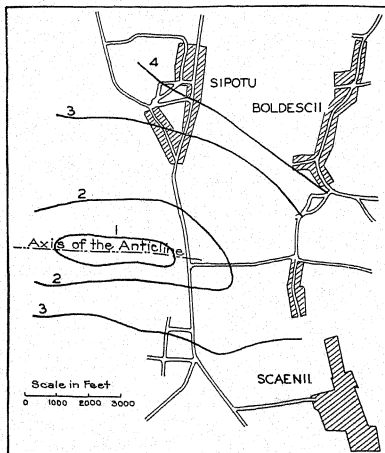 4
SIPOTU
BOLDESCII
3
2
1
Axis of the Anticline
2
3
Scale in Feet
0 1000 2000 3000
SCAENII